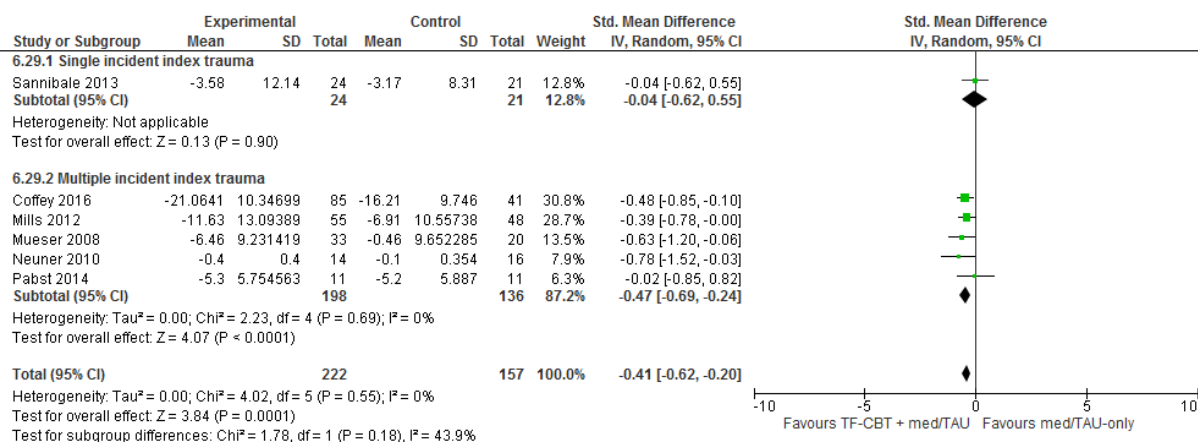 Experimental Control Std. Mean Difference Std. Mean Difference
Study or Subgroup Mean SD Total Mean SD Total Weight IV, Random, 95% CI IV, Random, 95% CI
6.29.1 Single incident index trauma
Sannibale 2013 -3.58 12.14 24 -3.17 8.31 21 12.8% -0.04 [-0.62, 0.55]
Subtotal (95% CI) 24 21 12.8% -0.04 [-0.62, 0.55]
Heterogeneity: Not applicable
Test for overall effect: Z = 0.13 (P = 0.90)
6.29.2 Multiple incident index trauma
Coffey 2016 -21.0641 10.34699 85 -16.21 9.746 41 30.8% -0.48 [-0.85, -0.10]
Mills 2012 -11.63 13.09389 55 -6.91 10.55738 48 28.7% -0.39 [-0.78, -0.00]
Mueser 2008 -6.46 9.231419 33 -0.46 9.652285 20 13.5% -0.63 [-1.20, -0.06]
Neuner 2010 -0.4 0.4 14 -0.1 0.354 16 7.9% -0.78 [-1.52, -0.03]
Pabst 2014 -5.3 5.754563 11 -5.2 5.887 11 6.3% -0.02 [-0.85, 0.82]
Subtotal (95% CI) 198 136 87.2% -0.47 [-0.69, -0.24]
Heterogeneity: Tau² = 0.00; Chi² = 2.23, df = 4 (P = 0.69); I² = 0%
Test for overall effect: Z = 4.07 (P < 0.0001)
Total (95% CI) 222 157 100.0% -0.41 [-0.62, -0.20]
Heterogeneity: Tau² = 0.00; Chi² = 4.02, df = 5 (P = 0.55); I² = 0%
Test for overall effect: Z = 3.84 (P = 0.0001)
Test for subgroup differences: Chi² = 1.78, df = 1 (P = 0.18), I² = 43.9%
-10 -5 0 5 10
Favours TF-CBT + med/TAU Favours med/TAU-only